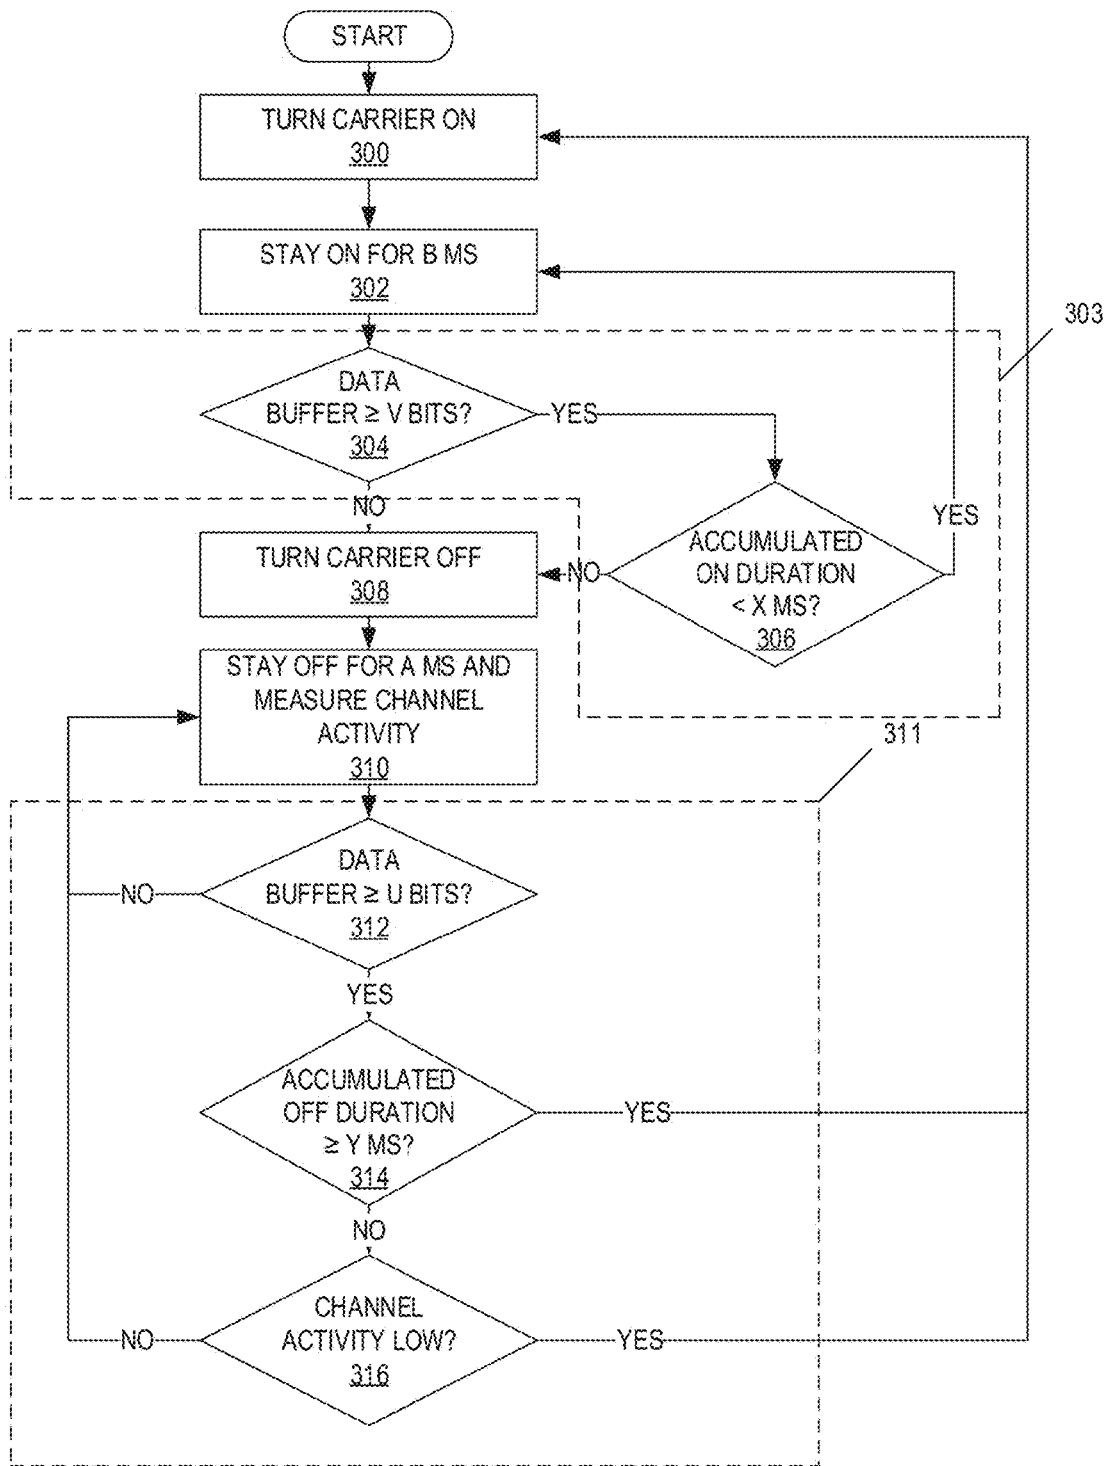 START
TURN CARRIER ON
300
STAY ON FOR B MS
302
303
DATA
BUFFER ≥ V BITS?
304
YES
NO
ACCUMULATED
ON DURATION
< X MS?
306
YES
NO
TURN CARRIER OFF
308
STAY OFF FOR A MS AND
MEASURE CHANNEL
ACTIVITY
310
311
DATA
BUFFER ≥ U BITS?
312
NO
YES
ACCUMULATED
OFF DURATION
≥ Y MS?
314
YES
NO
CHANNEL
ACTIVITY LOW?
316
NO
YES